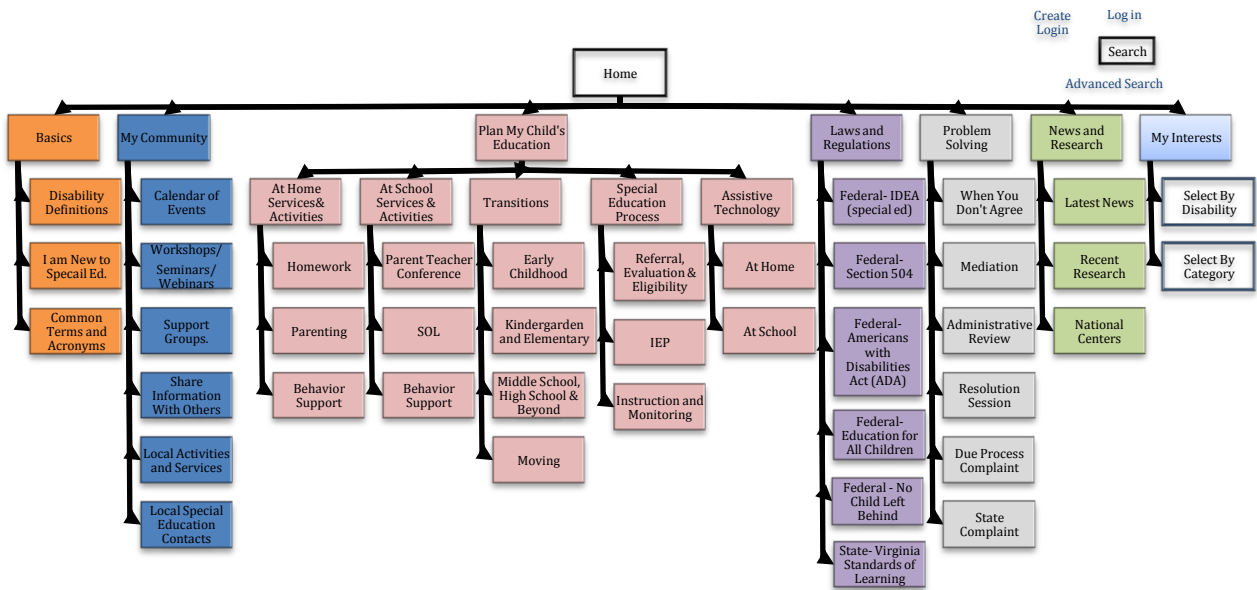 Create
Login
Log in
Search
Advanced Search
Home
Basics
Disability
Definitions
I am New to
Specail Ed.
Common
Terms and
Acronyms
My Community
Calendar of
Events
Workshops/
Seminars/
Webinars
Support
Groups.
Share
Information
With Others
Local Activities
and Services
Local Special
Education
Contacts
Plan My Child's
Education
At Home
Services&
Activities
Homework
Parenting
Behavior
Support
At School
Services &
Activities
Parent Teacher
Conference
SOL
Behavior
Support
Transitions
Early
Childhood
Kindergarden
and Elementary
Middle School,
High School &
Beyond
Moving
Special
Education
Process
Referral,
Evaluation &
Eligibility
IEP
Instruction and
Monitoring
Assistive
Technology
At Home
At School
Laws and
Regulations
Federal- IDEA
(special ed)
Federal-
Section 504
Federal-
Americans
with
Disabilities
Act (ADA)
Federal-
Education for
All Children
Federal - No
Child Left
Behind
State- Virginia
Standards of
Learning
Problem
Solving
When You
Don't Agree
Mediation
Administrative
Review
Resolution
Session
Due Process
Complaint
State
Complaint
News and
Research
Latest News
Recent
Research
National
Centers
My Interests
Select By
Disability
Select By
Category